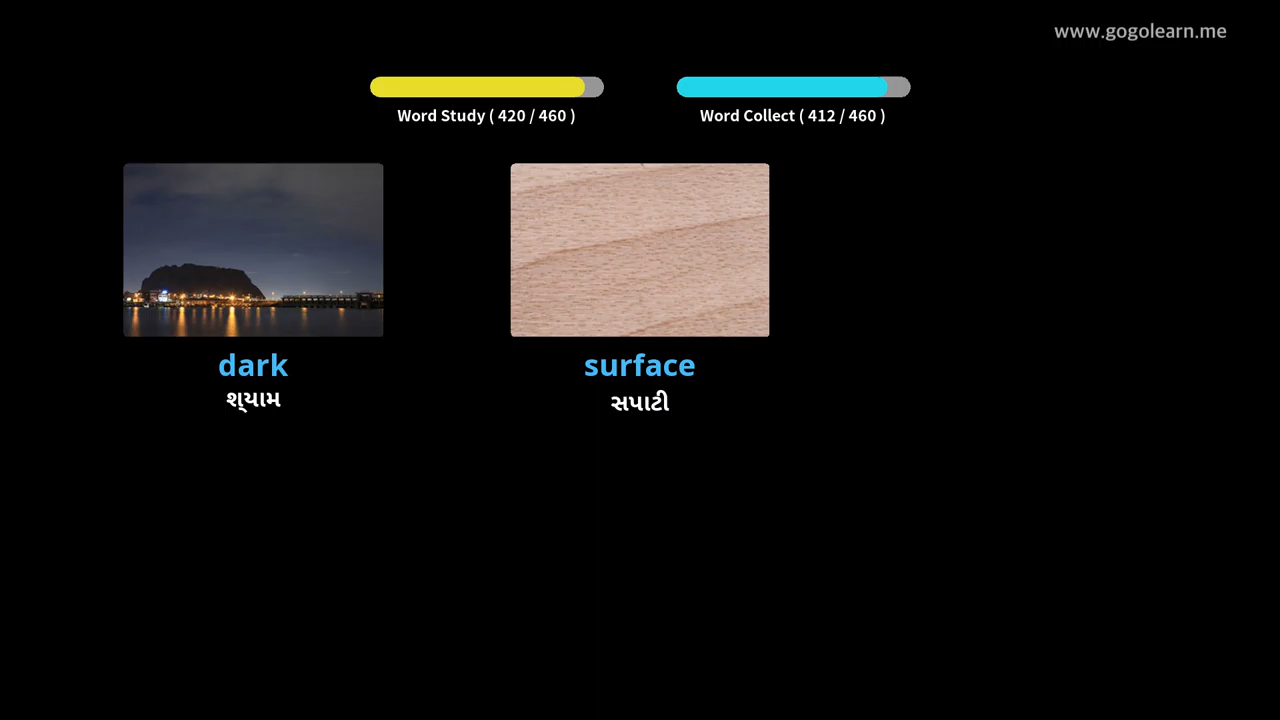 www.gogolearn.me
Word Study ( 420 / 460 )
Word Collect ( 412 / 460 )
dark
શ્યામ
surface
સપાટી